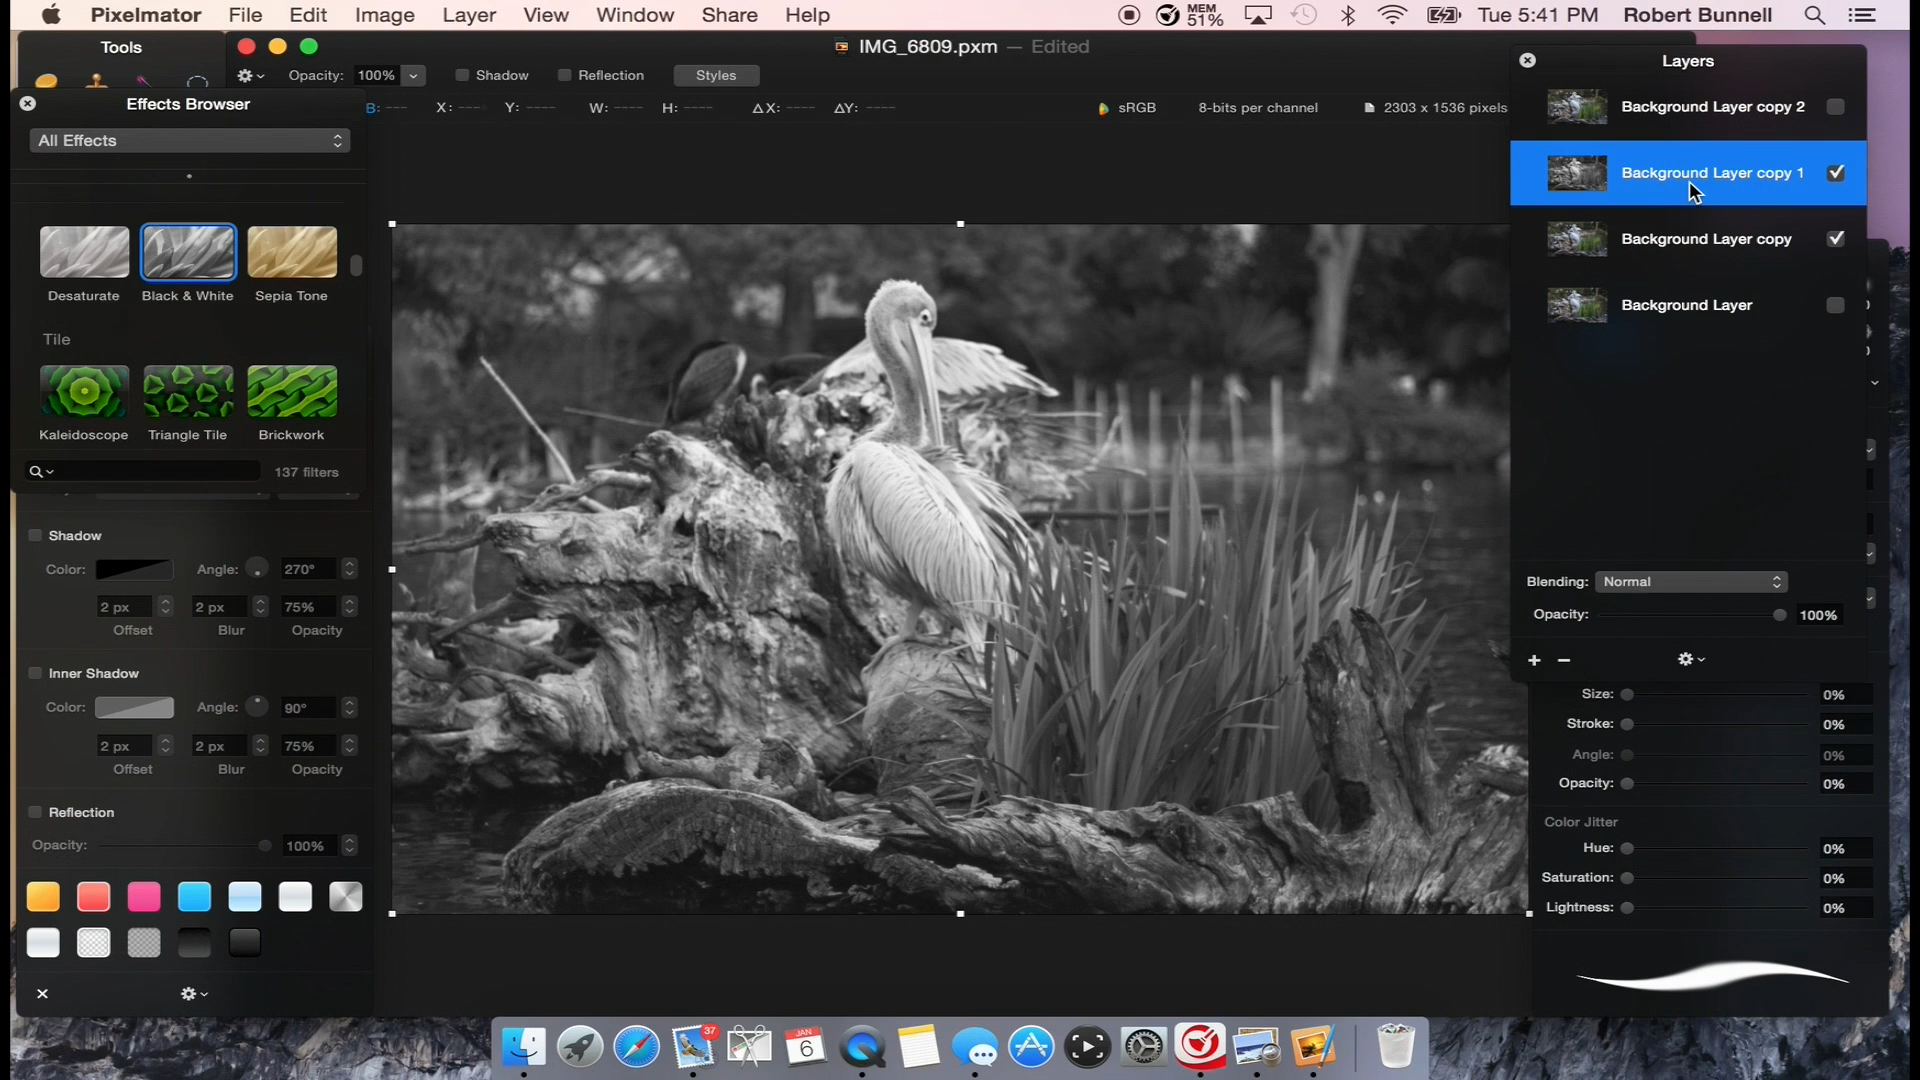 Pixelmator File Edit Image Layer View Window Share Help MEM 51% Tue 5:41 PM Robert Bunnell
Tools
IMG_6809.pxm — Edited
Opacity: 100% Shadow Reflection Styles
B: --- X: --- Y: ---- W: ---- H: ---- ΔX: ---- ΔY: ---- sRGB 8-bits per channel 2303 x 1536 pixels
Effects Browser
All Effects
Desaturate Black & White Sepia Tone
Tile
Kaleidoscope Triangle Tile Brickwork
137 filters
Shadow
Color: Angle: 270°
2 px 2 px 75%
Offset Blur Opacity
Inner Shadow
Color: Angle: 90°
2 px 2 px 75%
Offset Blur Opacity
Reflection
Opacity: 100%
Layers
Background Layer copy 2
Background Layer copy 1
Background Layer copy
Background Layer
Blending: Normal
Opacity: 100%
Size: 0%
Stroke: 0%
Angle: 0%
Opacity: 0%
Color Jitter
Hue: 0%
Saturation: 0%
Lightness: 0%
37
JAN
6